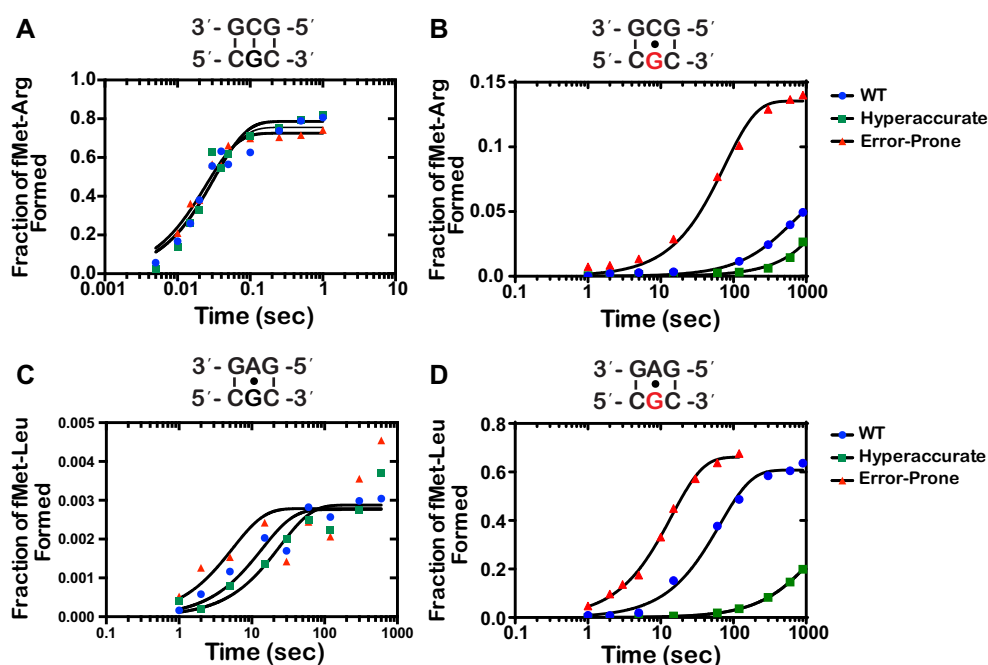 A
3´- GCG -5´
5´- CGC -3´
Fraction of fMet-Arg
Formed
1.0
0.8
0.6
0.4
0.2
0.0
0.001
0.01
0.1
1
10
Time (sec)
B
3´- GCG -5´
5´- CGC -3´
Fraction of fMet-Arg
Formed
0.15
0.10
0.05
0.00
0.1
1
10
100
1000
Time (sec)
WT
Hyperaccurate
Error-Prone
C
3´- GAG -5´
5´- CGC -3´
Fraction of fMet-Leu
Formed
0.005
0.004
0.003
0.002
0.001
0.000
0.1
1
10
100
1000
Time (sec)
D
3´- GAG -5´
5´- CGC -3´
Fraction of fMet-Leu
Formed
0.8
0.6
0.4
0.2
0.0
0.1
1
10
100
1000
Time (sec)
WT
Hyperaccurate
Error-Prone